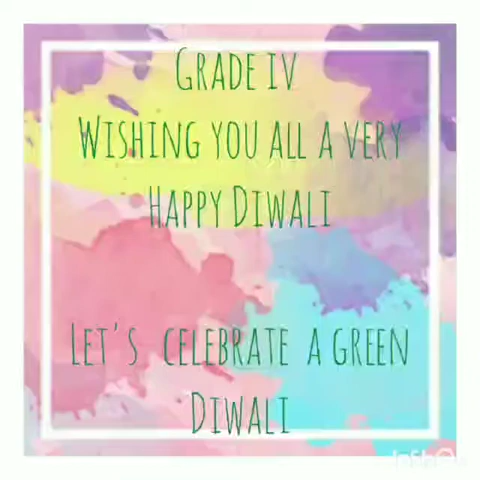 GRADE IV
WISHING YOU ALL A VERY
HAPPY DIWALI
LET'S CELEBRATE A GREEN
DIWALI